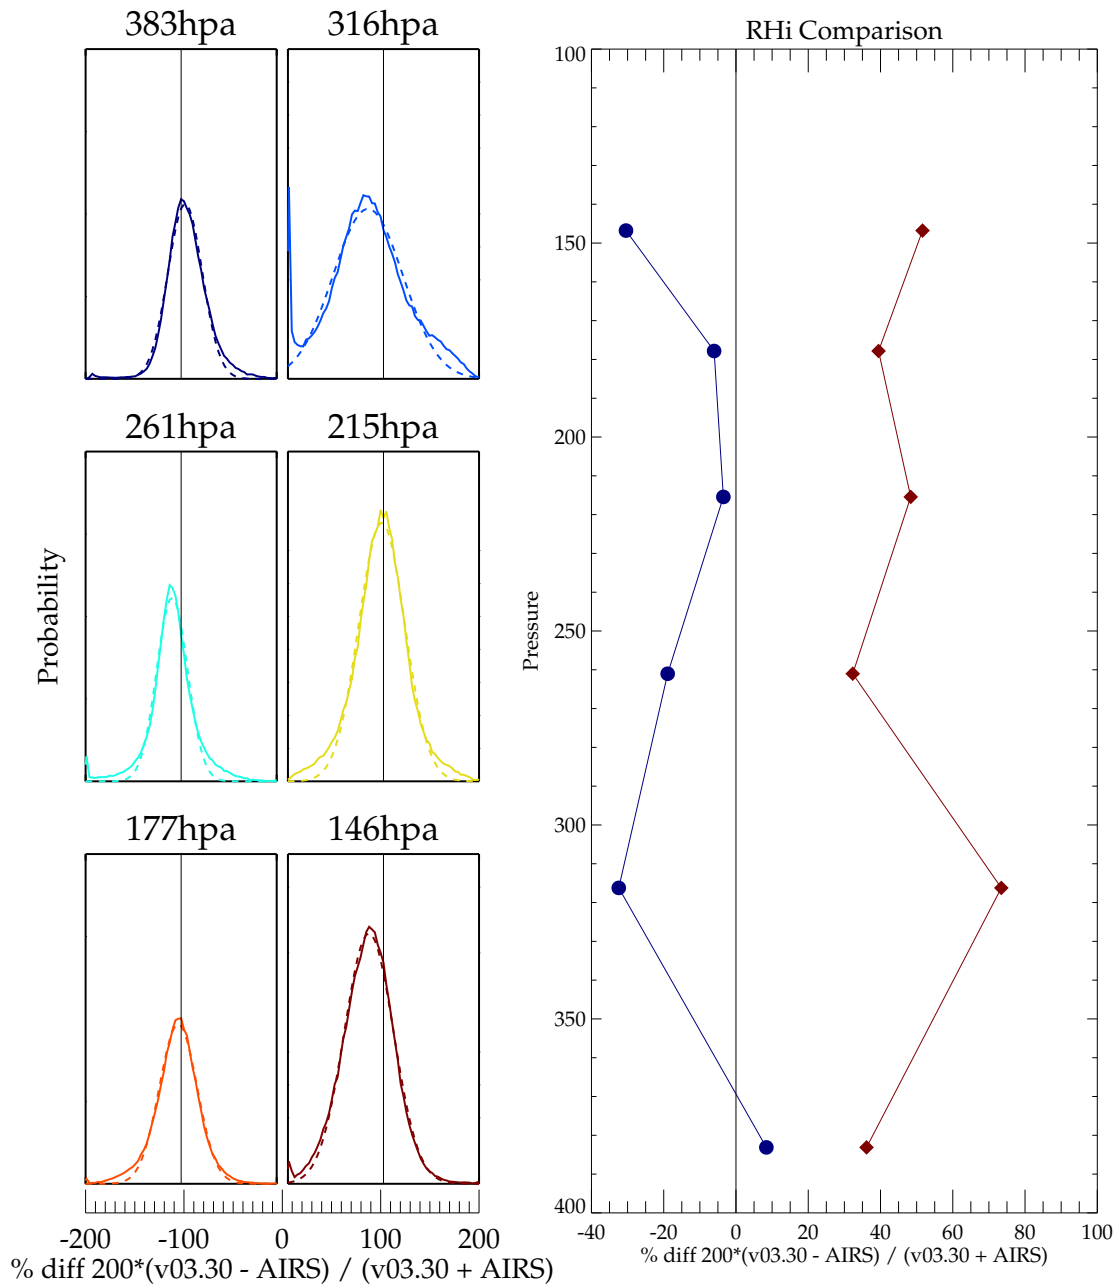 383hpa
316hpa
261hpa
215hpa
177hpa
146hpa
Probability
-200 -100 0 100 200
% diff 200*(v03.30 - AIRS) / (v03.30 + AIRS)
RHi Comparison
100
150
200
250
300
350
400
Pressure
-40 -20 0 20 40 60 80 100
% diff 200*(v03.30 - AIRS) / (v03.30 + AIRS)